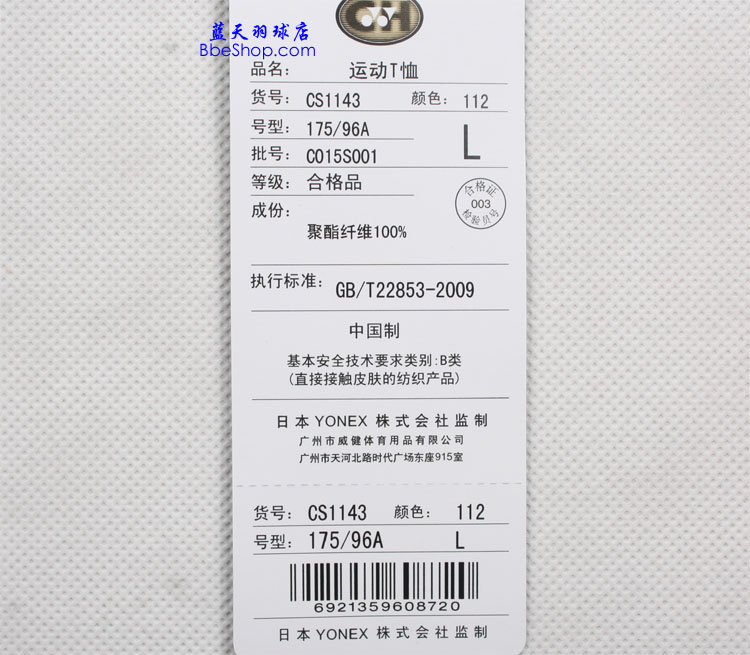 蓝天羽球店
BbeShop.com
CH
品名： 运动T恤
货号： CS1143 颜色： 112
号型： 175/96A L
批号： C015S001
等级： 合格品
合格证
003
检验员号
成份：
聚酯纤维100%
执行标准： GB/T22853-2009
中国制
基本安全技术要求类别:B类
(直接接触皮肤的纺织产品)
日本 YONEX 株式会社监制
广州市威健体育用品有限公司
广州市天河北路时代广场东座915室
货号： CS1143 颜色： 112
号型： 175/96A L
6921359608720
日本 YONEX 株式会社监制